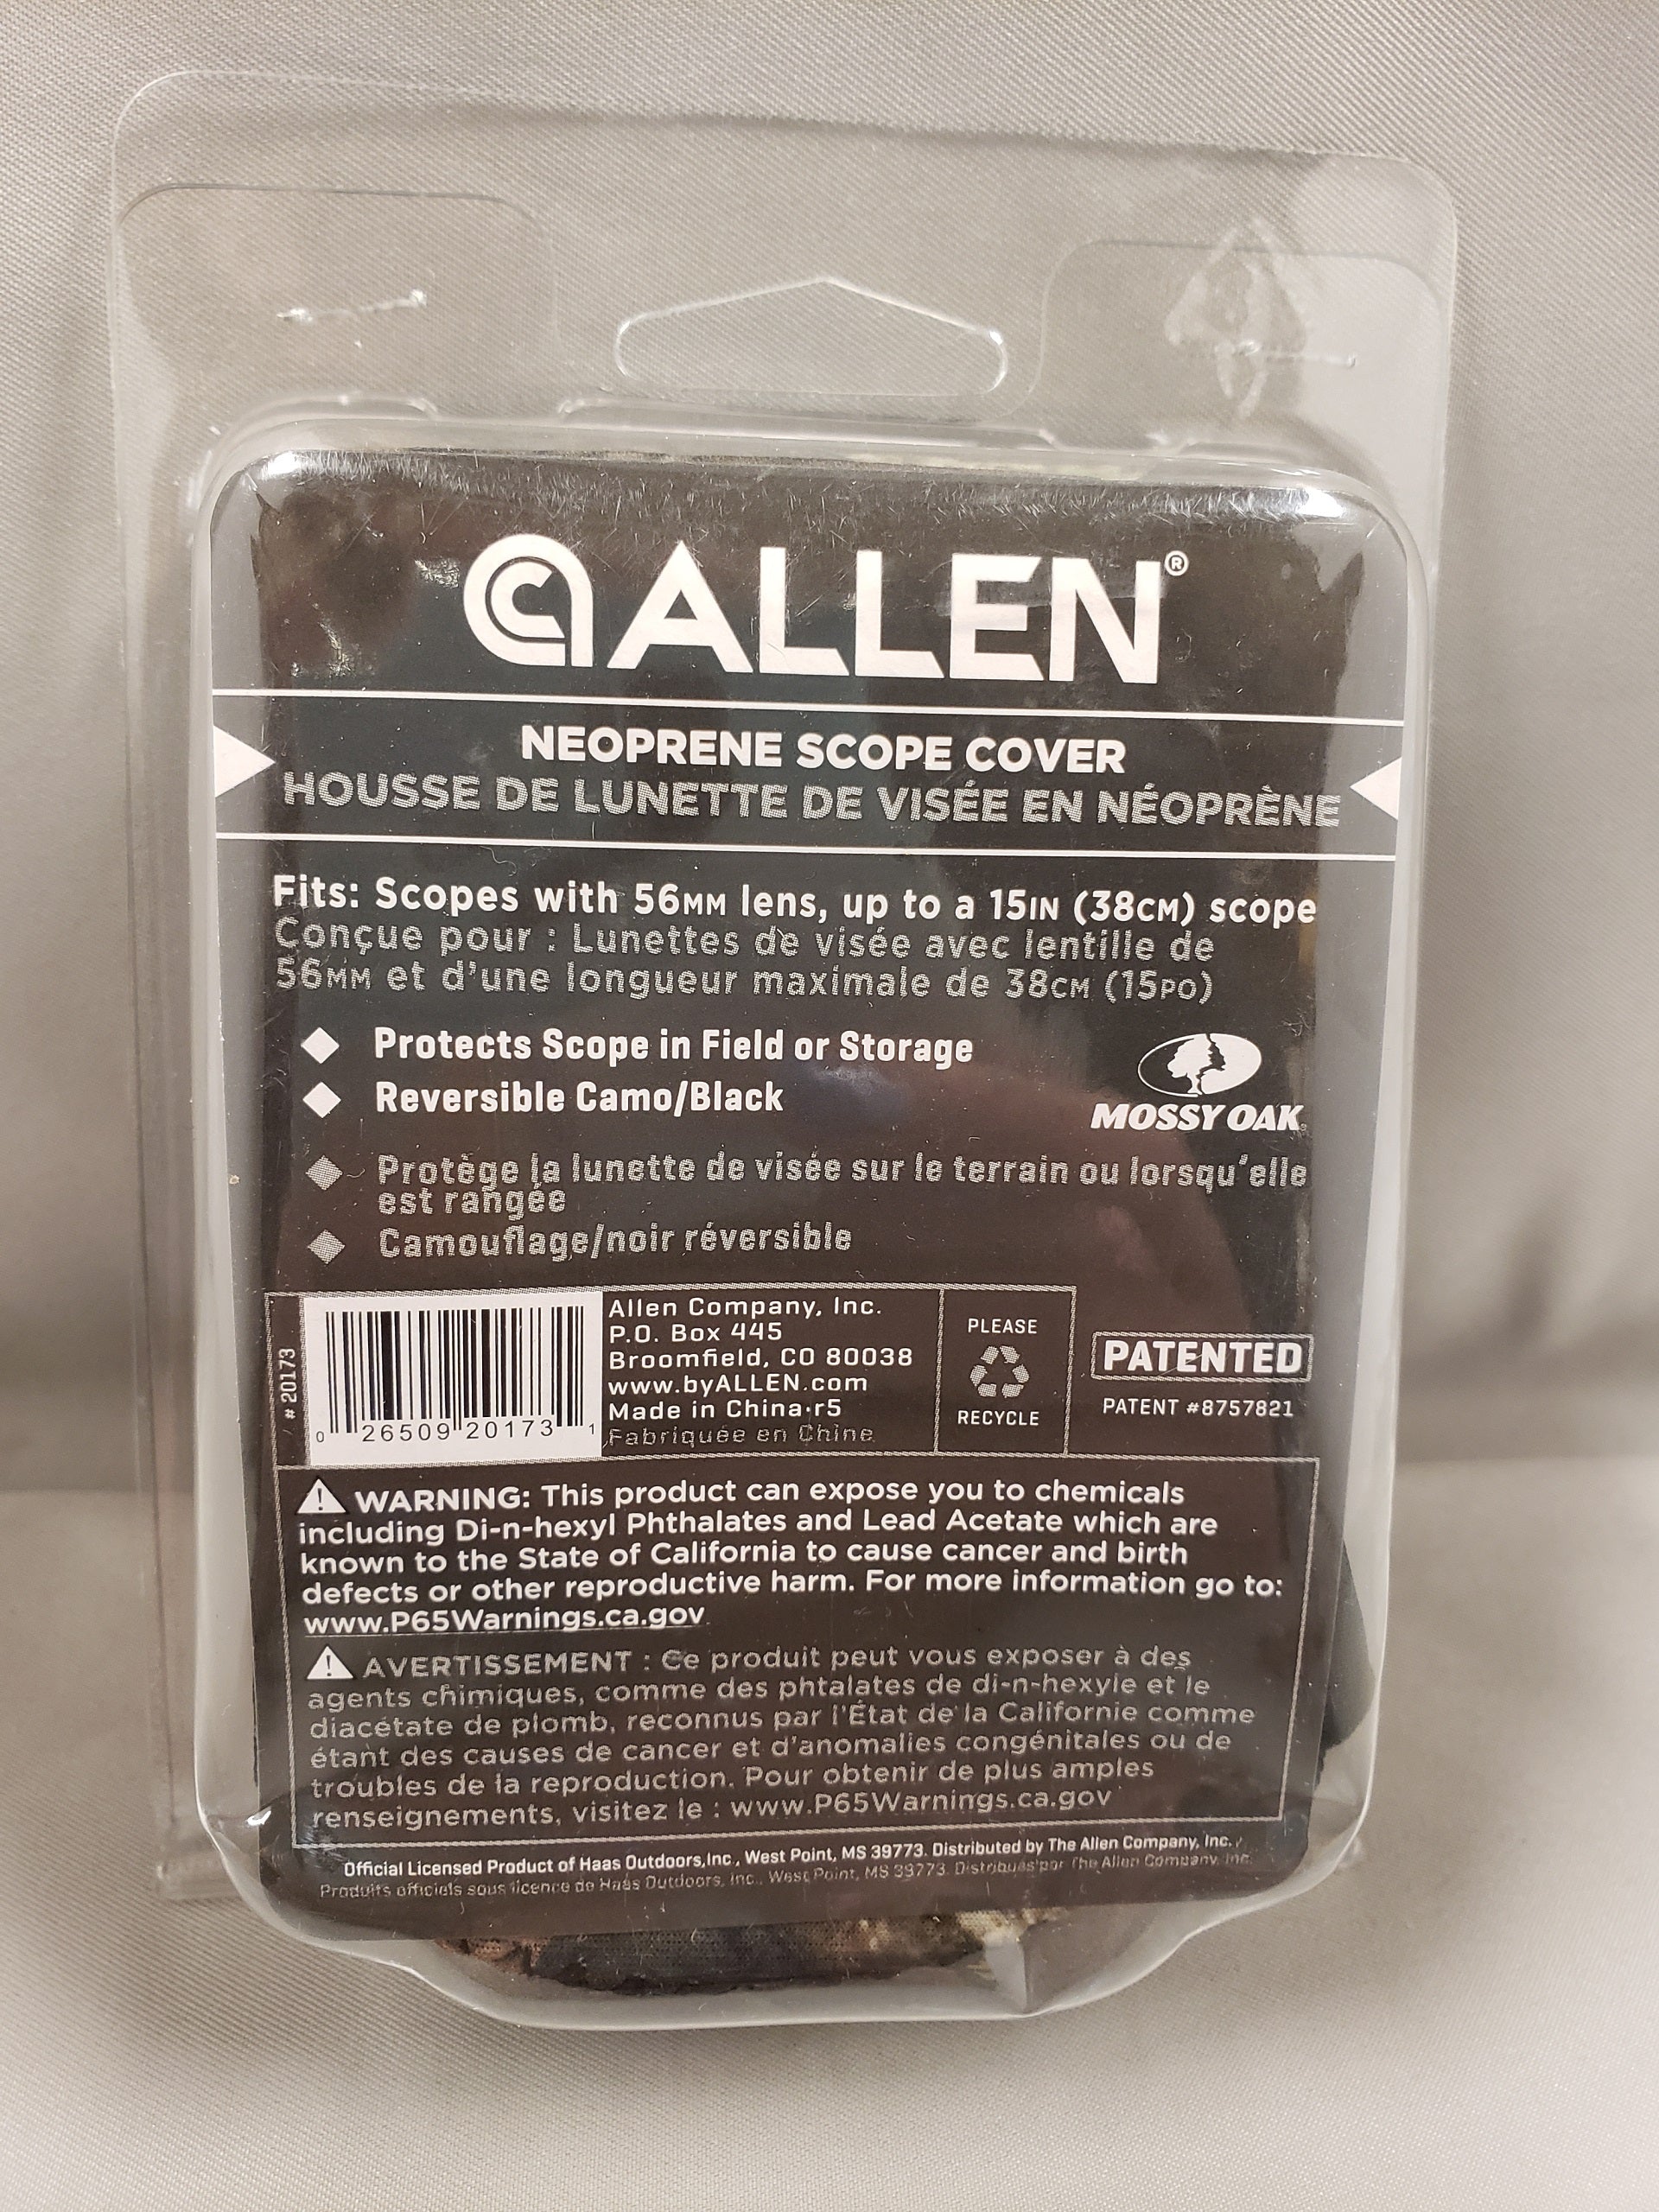 ALLEN®
NEOPRENE SCOPE COVER
HOUSSE DE LUNETTE DE VISÉE EN NÉOPRÈNE
Fits: Scopes with 56MM lens, up to a 15IN (38CM) scope
Conçue pour : Lunettes de visée avec lentille de
56MM et d'une longueur maximale de 38CM (15PO)
Protects Scope in Field or Storage
Reversible Camo/Black
MOSSY OAK
Protège la lunette de visée sur le terrain ou lorsqu'elle
est rangée
Camouflage/noir réversible
# 20173
0 26509 20173 1
Allen Company, Inc.
P.O. Box 445
Broomfield, CO 80038
www.byALLEN.com
Made in China·r5
Fabriquée en Chine
PLEASE
RECYCLE
PATENTED
PATENT #8757821
WARNING: This product can expose you to chemicals
including Di-n-hexyl Phthalates and Lead Acetate which are
known to the State of California to cause cancer and birth
defects or other reproductive harm. For more information go to:
www.P65Warnings.ca.gov
AVERTISSEMENT : Ce produit peut vous exposer à des
agents chimiques, comme des phtalates de di-n-hexyle et le
diacétate de plomb, reconnus par l'État de la Californie comme
étant des causes de cancer et d'anomalies congénitales ou de
troubles de la reproduction. Pour obtenir de plus amples
renseignements, visitez le : www.P65Warnings.ca.gov
Official Licensed Product of Haas Outdoors,Inc., West Point, MS 39773. Distributed by The Allen Company, Inc.
Produits officiels sous licence de Haas Outdoors, Inc., West Point, MS 39773. Distribués par The Allen Company, Inc.